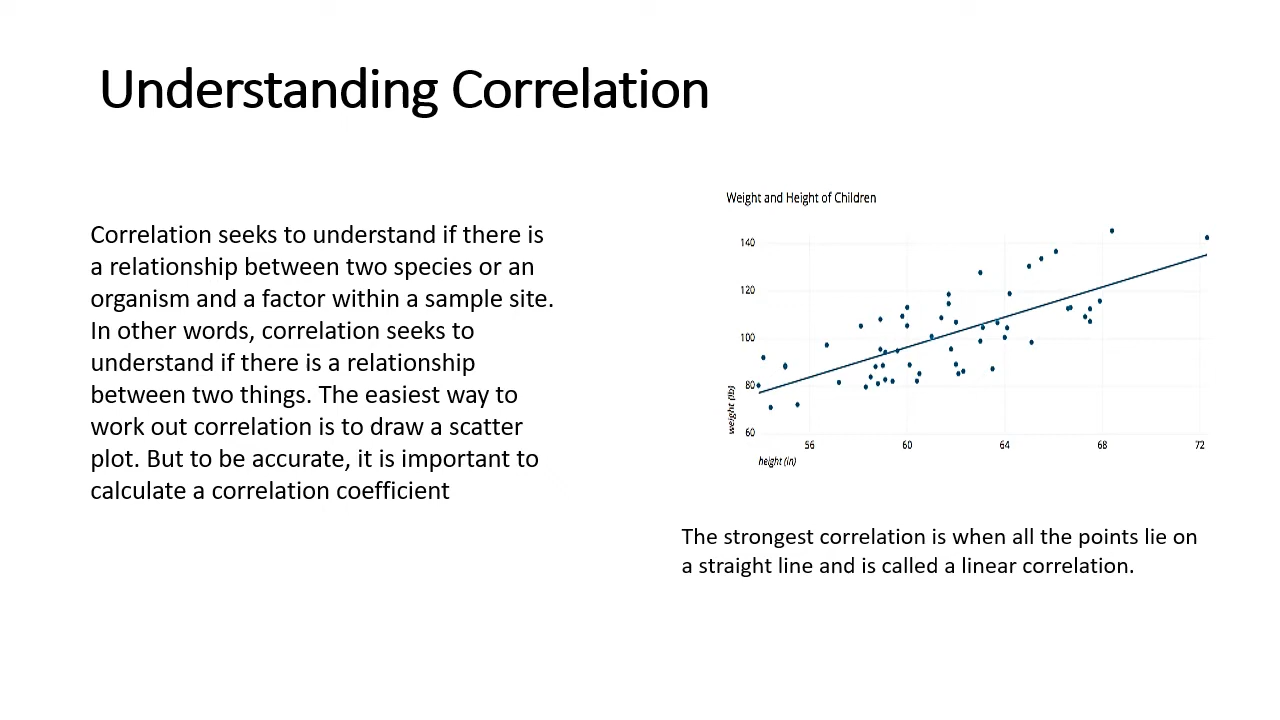 Understanding Correlation
Correlation seeks to understand if there is
a relationship between two species or an
organism and a factor within a sample site.
In other words, correlation seeks to
understand if there is a relationship
between two things. The easiest way to
work out correlation is to draw a scatter
plot. But to be accurate, it is important to
calculate a correlation coefficient
Weight and Height of Children
140
120
100
80
60
weight (lb)
56 60 64 68 72
height (in)
The strongest correlation is when all the points lie on
a straight line and is called a linear correlation.